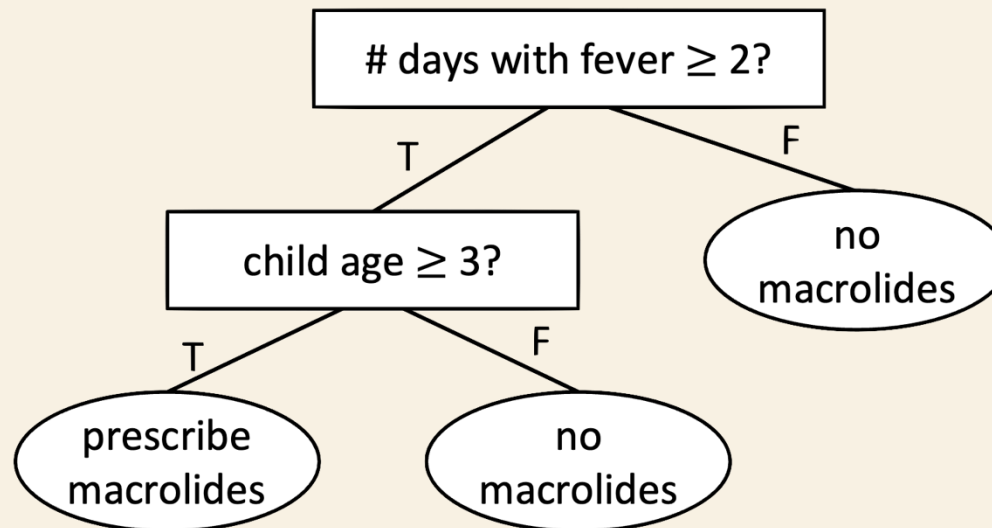 # days with fever ≥ 2?
T
F
child age ≥ 3?
no
macrolides
T
F
prescribe
macrolides
no
macrolides